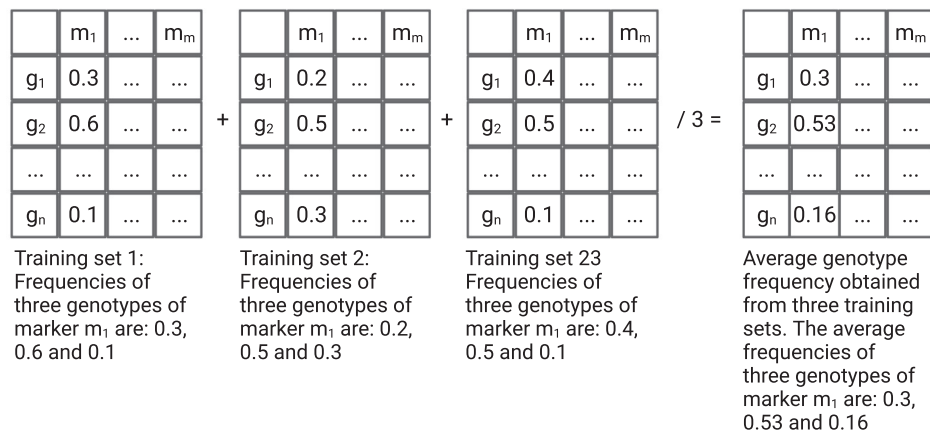 m₁ ... mₘ
g₁ 0.3 ... ...
g₂ 0.6 ... ...
... ... ... ...
gₙ 0.1 ... ...
Training set 1:
Frequencies of
three genotypes of
marker m₁ are: 0.3,
0.6 and 0.1
+
m₁ ... mₘ
g₁ 0.2 ... ...
g₂ 0.5 ... ...
... ... ... ...
gₙ 0.3 ... ...
Training set 2:
Frequencies of
three genotypes of
marker m₁ are: 0.2,
0.5 and 0.3
+
m₁ ... mₘ
g₁ 0.4 ... ...
g₂ 0.5 ... ...
... ... ... ...
gₙ 0.1 ... ...
Training set 23
Frequencies of
three genotypes of
marker m₁ are: 0.4,
0.5 and 0.1
/ 3 =
m₁ ... mₘ
g₁ 0.3 ... ...
g₂ 0.53 ... ...
... ... ... ...
gₙ 0.16 ... ...
Average genotype
frequency obtained
from three training
sets. The average
frequencies of
three genotypes of
marker m₁ are: 0.3,
0.53 and 0.16